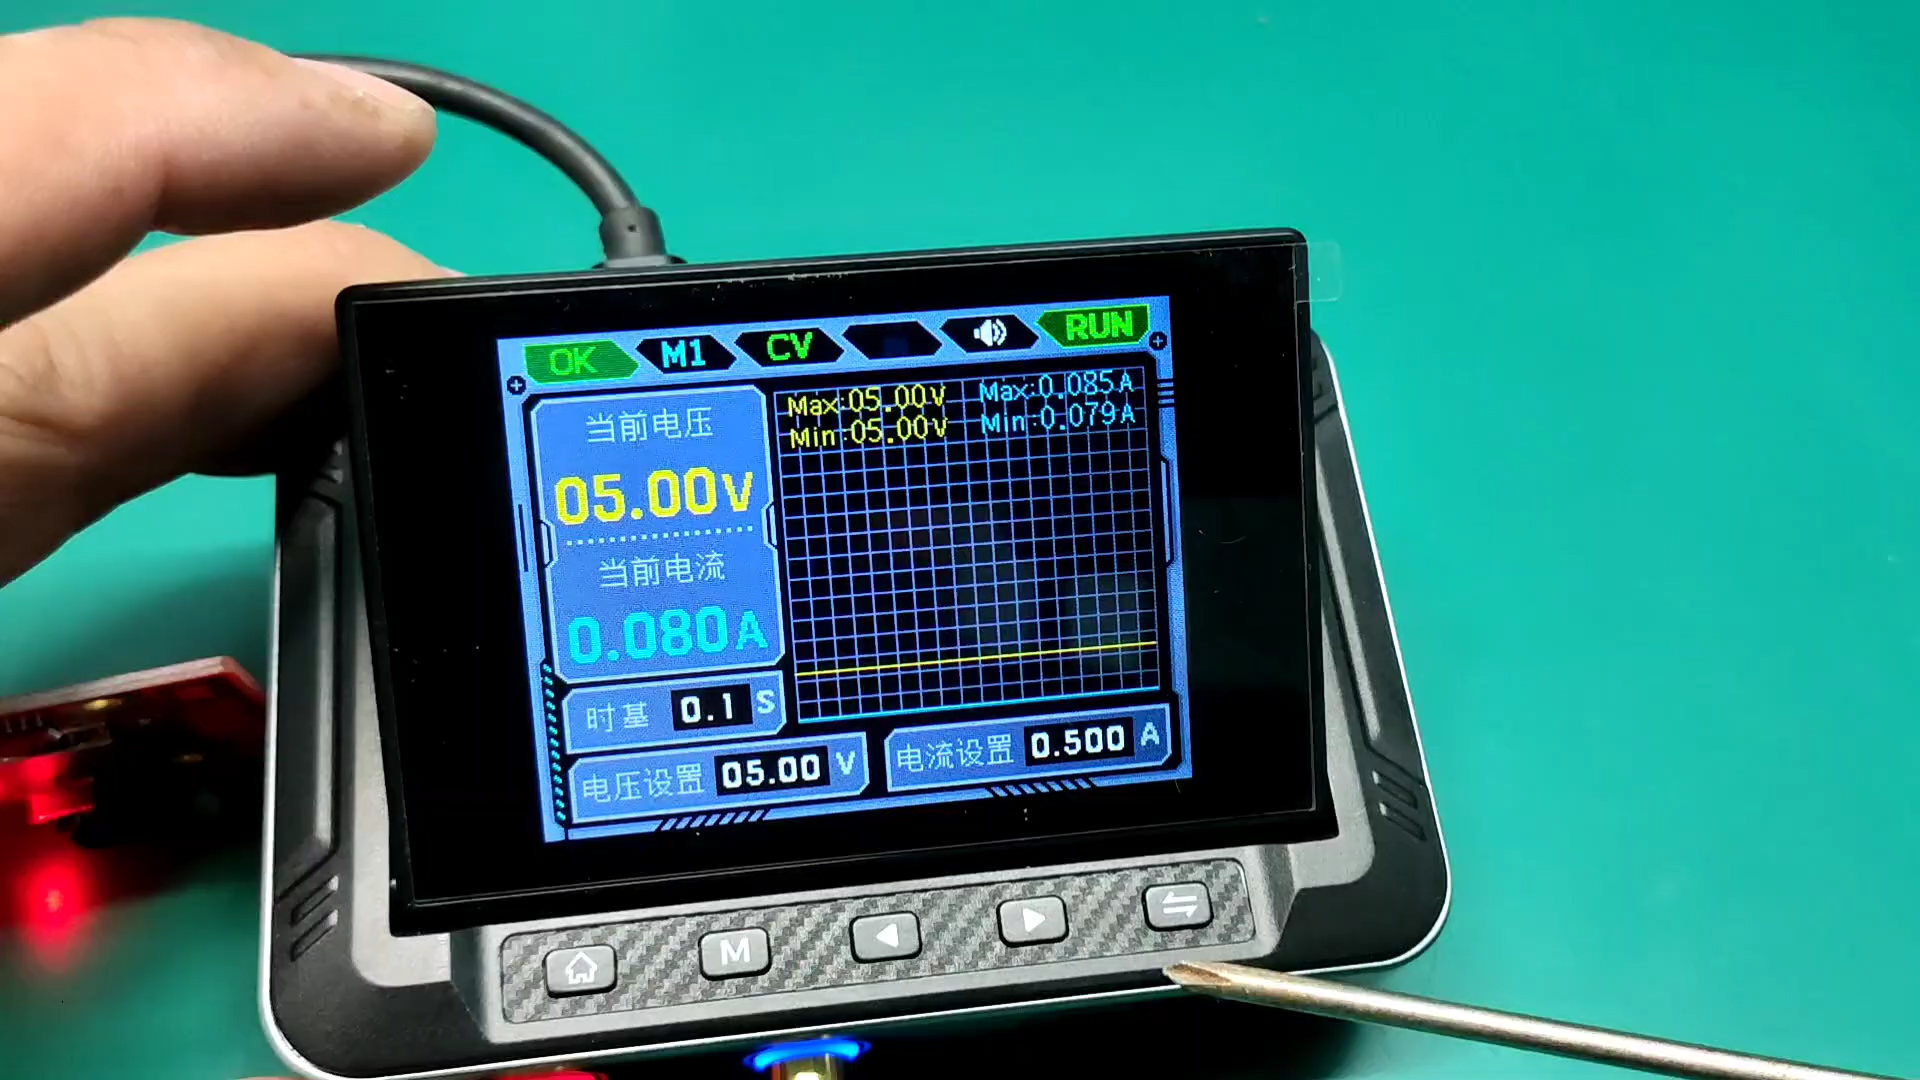 OK M1 CV RUN
当前电压
05.00V
当前电流
0.080A
Max:05.00V Max:0.085A
Min:05.00V Min:0.079A
时基 0.1 S
电压设置 05.00 V
电流设置 0.500 A
M